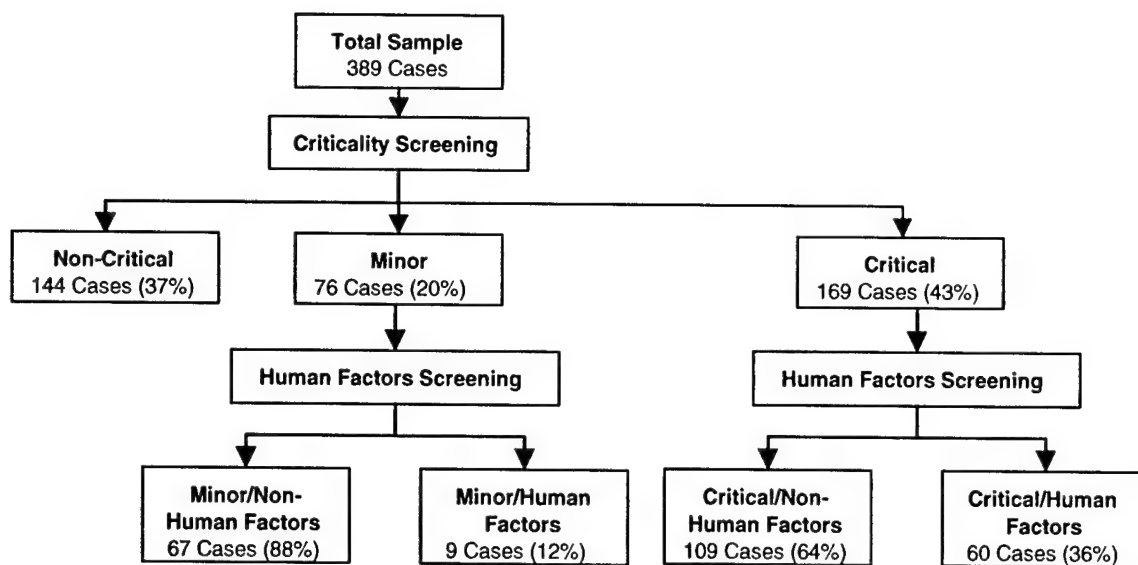 Total Sample
389 Cases
Criticality Screening
Non-Critical
144 Cases (37%)
Minor
76 Cases (20%)
Critical
169 Cases (43%)
Human Factors Screening
Human Factors Screening
Minor/Non-
Human Factors
67 Cases (88%)
Minor/Human
Factors
9 Cases (12%)
Critical/Non-
Human Factors
109 Cases (64%)
Critical/Human
Factors
60 Cases (36%)